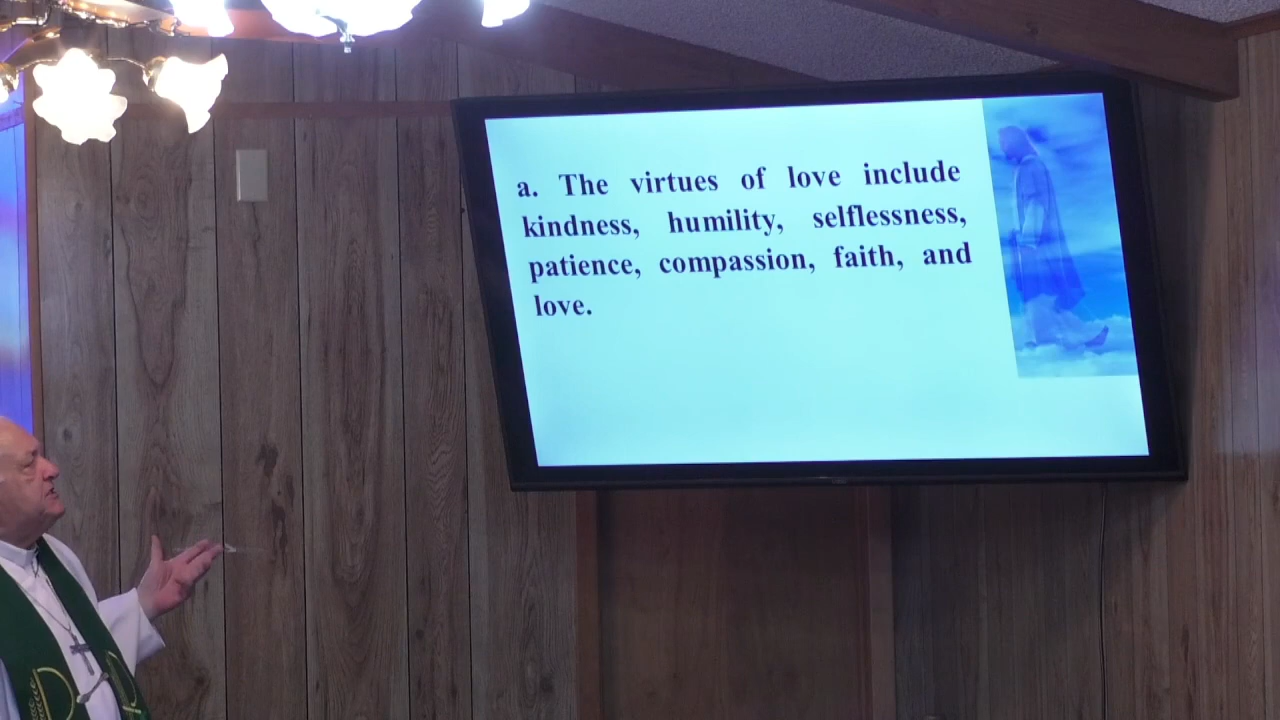 a. The virtues of love include
kindness, humility, selflessness,
patience, compassion, faith, and
love.